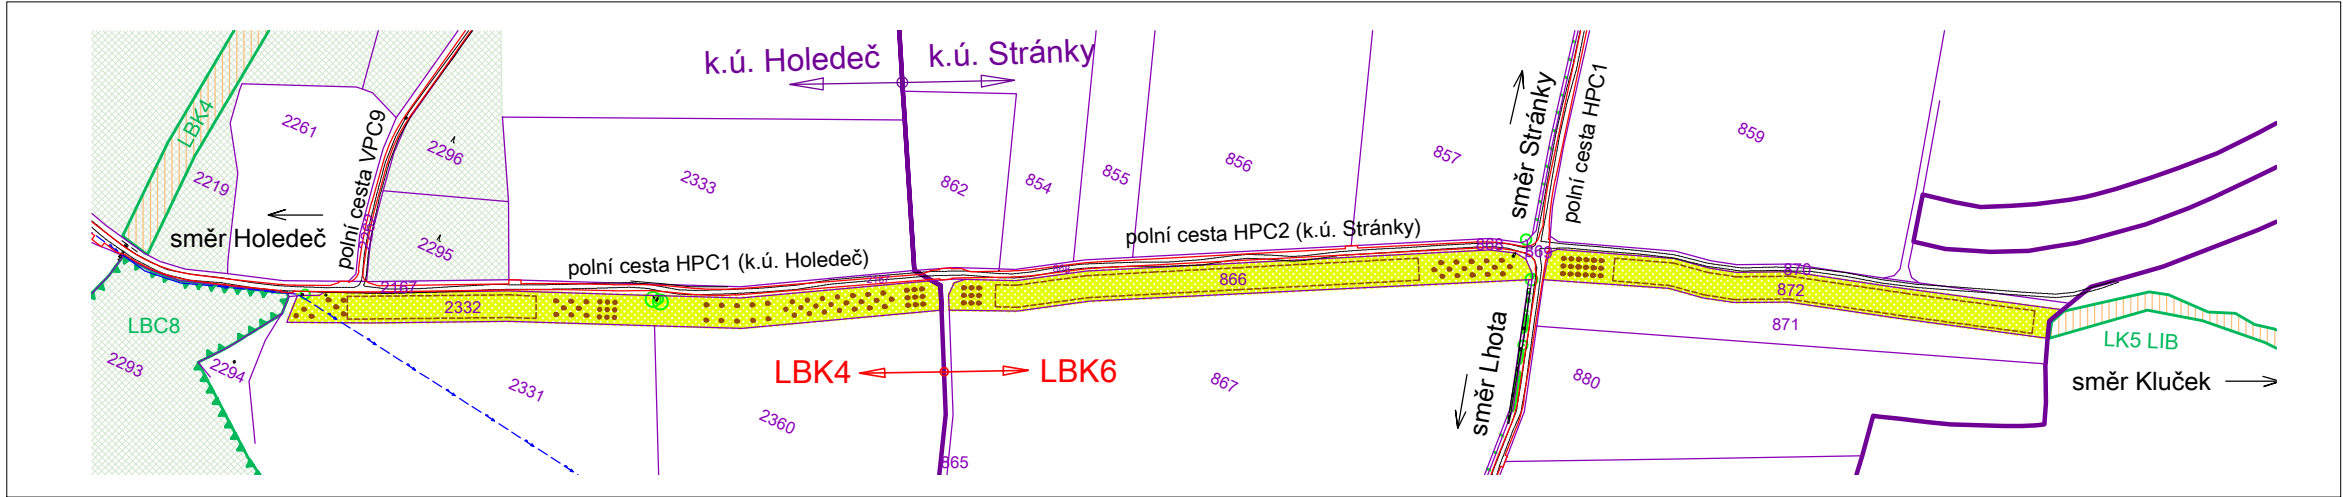 k.ú. Holedeč
k.ú. Stránky
LBK4
2261
2219
2296
2295
polní cesta VPC9
směr Holedeč
2333
862
854
855
856
857
859
směr Stránky
polní cesta HPC1
polní cesta HPC1 (k.ú. Holedeč)
polní cesta HPC2 (k.ú. Stránky)
868
869
870
2167
2332
866
872
871
LBC8
2293
2294
2331
2360
LBK4
LBK6
867
865
směr Lhota
880
LK5 LIB
směr Kluček